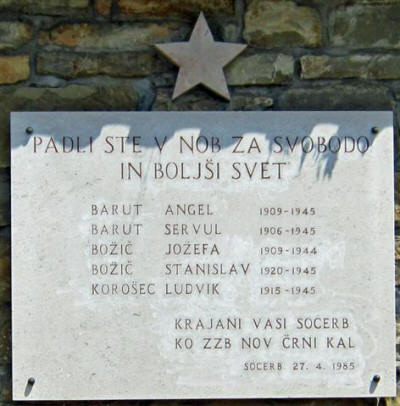 PADLI STE V NOB ZA SVOBODO
IN BOLJŠI SVET
BARUT ANGEL 1909-1945
BARUT SERVUL 1906-1945
BOŽIČ JOŽEFA 1909-1944
BOŽIČ STANISLAV 1920-1945
KOROŠEC LUDVIK 1915-1945
KRAJANI VASI SOCERB
KO ZZB NOV ČRNI KAL
SOCERB 27. 4. 1985